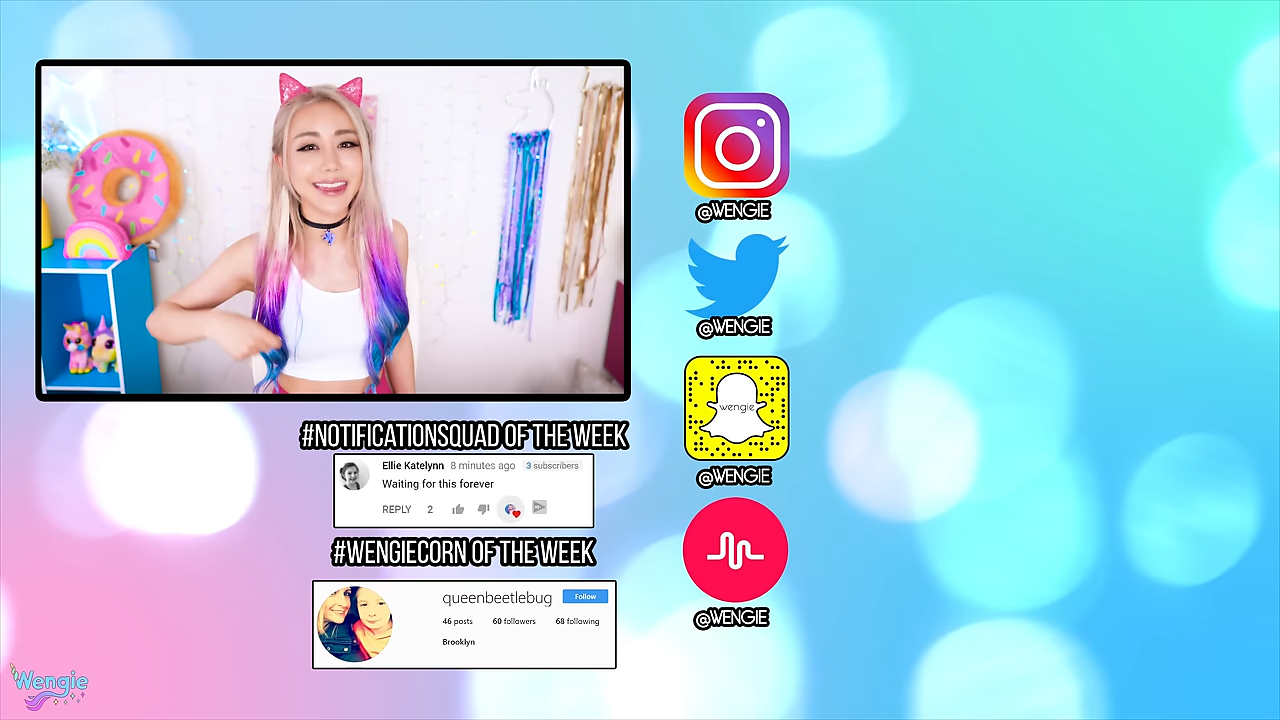 @WENGIE
@WENGIE
wengie
@WENGIE
@WENGIE
#NOTIFICATIONSQUAD OF THE WEEK
Ellie Katelynn 8 minutes ago 3 subscribers
Waiting for this forever
REPLY 2
#WENGIECORN OF THE WEEK
queenbeetlebug Follow
46 posts 60 followers 68 following
Brooklyn
Wengie